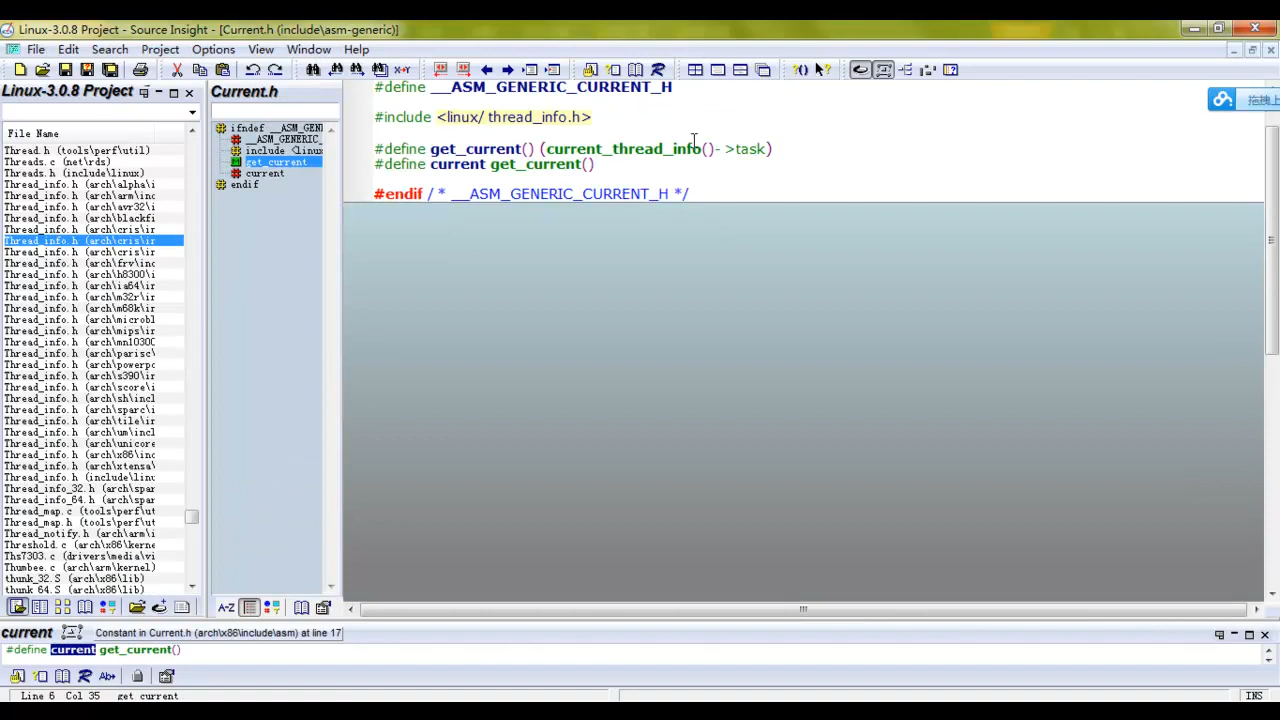 Linux-3.0.8 Project - Source Insight - [Current.h (include\asm-generic)]
File Edit Search Project Options View Window Help
Linux-3.0.8 Project
File Name
Thread.h (tools\perf\util)
Threads.c (net\rds)
Threads.h (include\linux)
Thread_info.h (arch\alpha\i
Thread_info.h (arch\arm\inc
Thread_info.h (arch\avr32\i
Thread_info.h (arch\blackfi
Thread_info.h (arch\cris\ir
Thread_info.h (arch\cris\ir
Thread_info.h (arch\cris\ir
Thread_info.h (arch\frv\inc
Thread_info.h (arch\h8300\i
Thread_info.h (arch\ia64\ir
Thread_info.h (arch\m32r\ir
Thread_info.h (arch\m68k\ir
Thread_info.h (arch\microbl
Thread_info.h (arch\mips\ir
Thread_info.h (arch\mn10300
Thread_info.h (arch\parisc\
Thread_info.h (arch\powerpc
Thread_info.h (arch\s390\ir
Thread_info.h (arch\score\i
Thread_info.h (arch\sh\incl
Thread_info.h (arch\sparc\i
Thread_info.h (arch\tile\ir
Thread_info.h (arch\um\incl
Thread_info.h (arch\unicore
Thread_info.h (arch\x86\inc
Thread_info.h (arch\xtensa\
Thread_info.h (include\linu
Thread_info_32.h (arch\spar
Thread_info_64.h (arch\spar
Thread_map.c (tools\perf\ut
Thread_map.h (tools\perf\ut
Thread_notify.h (arch\arm\i
Threshold.c (arch\x86\kerne
Ths7303.c (drivers\media\vi
Thumbee.c (arch\arm\kernel)
thunk_32.S (arch\x86\lib)
thunk_64.S (arch\x86\lib)
Current.h
ifndef __ASM_GENI
__ASM_GENERIC_
include <linux
get_current
current
endif
A-Z
#define __ASM_GENERIC_CURRENT_H
#include <linux/ thread_info.h>
#define get_current() (current_thread_info()- >task)
#define current get_current()
#endif / * __ASM_GENERIC_CURRENT_H */
拖拽上
current Constant in Current.h (arch\x86\include\asm) at line 17
#define current get_current()
Line 6 Col 35 get_current
INS